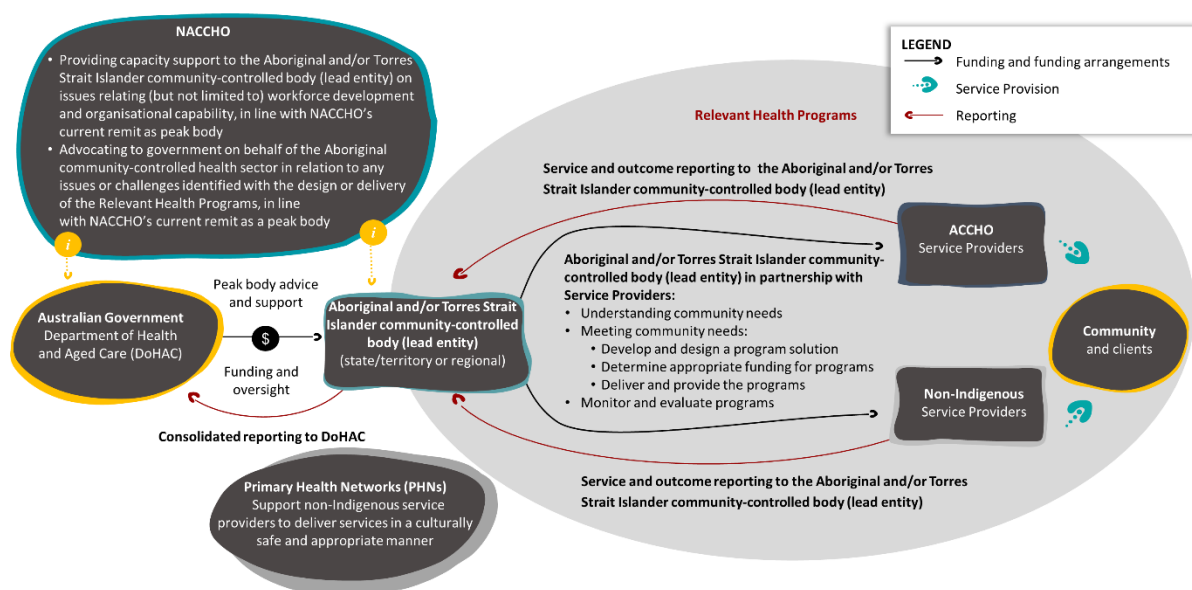 NACCHO
• Providing capacity support to the Aboriginal and/or Torres
Strait Islander community-controlled body (lead entity) on
issues relating (but not limited to) workforce development
and organisational capability, in line with NACCHO's
current remit as peak body
• Advocating to government on behalf of the Aboriginal
community-controlled health sector in relation to any
issues or challenges identified with the design or delivery
of the Relevant Health Programs, in line
with NACCHO's current remit as a peak body
i
i
LEGEND
Funding and funding arrangements
Service Provision
Reporting
Relevant Health Programs
Service and outcome reporting to the Aboriginal and/or Torres
Strait Islander community-controlled body (lead entity)
Peak body advice
and support
$
Funding and
oversight
Australian Government
Department of Health
and Aged Care (DoHAC)
Aboriginal and/or Torres Strait
Islander community-controlled
body (lead entity)
(state/territory or regional)
Aboriginal and/or Torres Strait Islander community-
controlled body (lead entity) in partnership with
Service Providers:
• Understanding community needs
• Meeting community needs:
• Develop and design a program solution
• Determine appropriate funding for programs
• Deliver and provide the programs
• Monitor and evaluate programs
ACCHO
Service Providers
Community
and clients
Non-Indigenous
Service Providers
Consolidated reporting to DoHAC
Service and outcome reporting to the Aboriginal and/or Torres
Strait Islander community-controlled body (lead entity)
Primary Health Networks (PHNs)
Support non-Indigenous service
providers to deliver services in a culturally
safe and appropriate manner